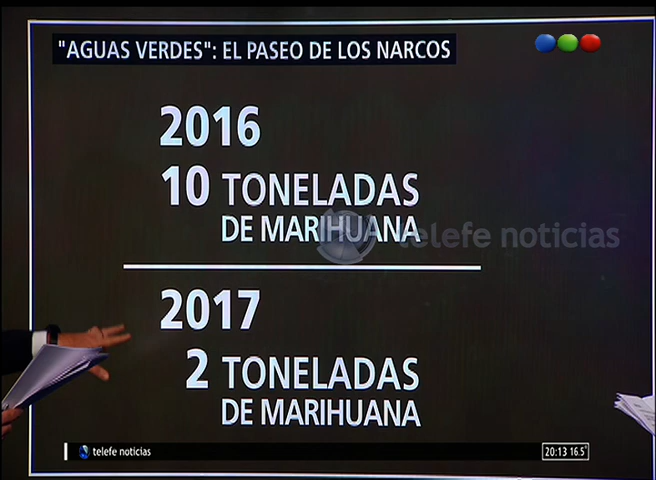 "AGUAS VERDES": EL PASEO DE LOS NARCOS
2016
10 TONELADAS
DE MARIHUANA
telefe noticias
2017
2 TONELADAS
DE MARIHUANA
telefe noticias
20:13 16.5°